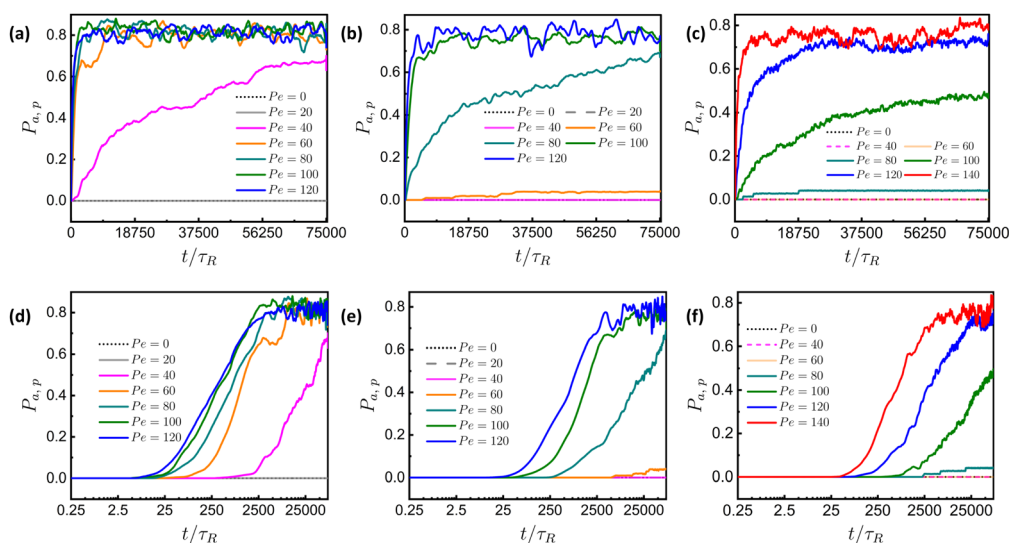 (a)
P_{a, p}
0.8
0.6
0.4
0.2
0.0
Pe = 0
Pe = 20
Pe = 40
Pe = 60
Pe = 80
Pe = 100
Pe = 120
0 18750 37500 56250 75000
t/τ_R
(b)
0.8
0.6
0.4
0.2
0.0
Pe = 0 Pe = 20
Pe = 40 Pe = 60
Pe = 80 Pe = 100
Pe = 120
0 18750 37500 56250 75000
t/τ_R
(c)
P_{a, p}
0.8
0.6
0.4
0.2
0.0
Pe = 0
Pe = 40 Pe = 60
Pe = 80 Pe = 100
Pe = 120 Pe = 140
0 18750 37500 56250 75000
t/τ_R
(d)
P_{a, p}
0.8
0.6
0.4
0.2
0.0
Pe = 0
Pe = 20
Pe = 40
Pe = 60
Pe = 80
Pe = 100
Pe = 120
0.25 2.5 25 250 2500 25000
t/τ_R
(e)
P_{a, p}
0.8
0.6
0.4
0.2
0.0
Pe = 0
Pe = 20
Pe = 40
Pe = 60
Pe = 80
Pe = 100
Pe = 120
0.25 2.5 25 250 2500 25000
t/τ_R
(f)
P_{a, p}
0.8
0.6
0.4
0.2
0.0
Pe = 0
Pe = 40
Pe = 60
Pe = 80
Pe = 100
Pe = 120
Pe = 140
0.25 2.5 25 250 2500 25000
t/τ_R